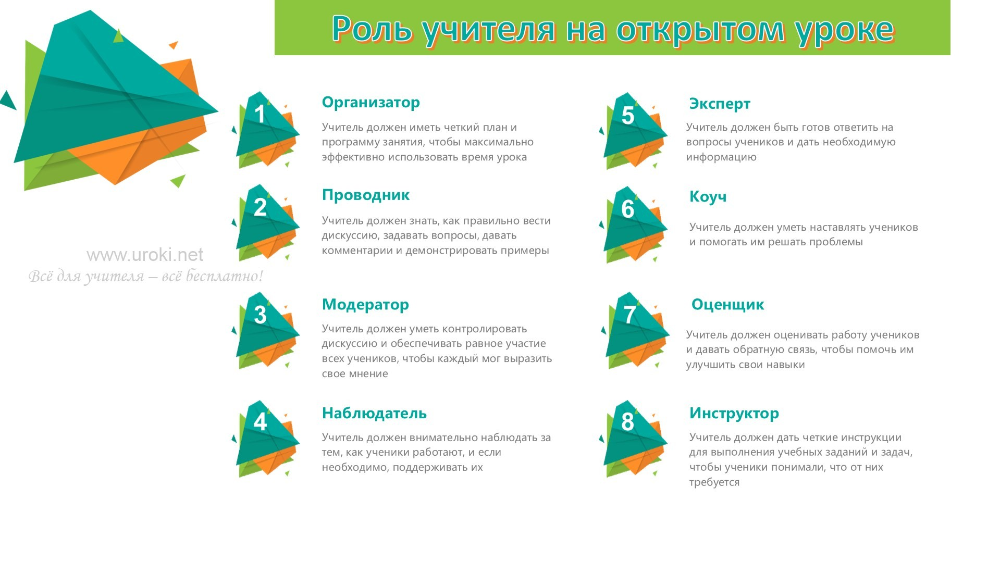 Роль учителя на открытом уроке
1
Организатор
Учитель должен иметь четкий план и
программу занятия, чтобы максимально
эффективно использовать время урока
2
Проводник
Учитель должен знать, как правильно вести
дискуссию, задавать вопросы, давать
комментарии и демонстрировать примеры
3
Модератор
Учитель должен уметь контролировать
дискуссию и обеспечивать равное участие
всех учеников, чтобы каждый мог выразить
свое мнение
4
Наблюдатель
Учитель должен внимательно наблюдать за
тем, как ученики работают, и если
необходимо, поддерживать их
5
Эксперт
Учитель должен быть готов ответить на
вопросы учеников и дать необходимую
информацию
6
Коуч
Учитель должен уметь наставлять учеников
и помогать им решать проблемы
7
Оценщик
Учитель должен оценивать работу учеников
и давать обратную связь, чтобы помочь им
улучшить свои навыки
8
Инструктор
Учитель должен дать четкие инструкции
для выполнения учебных заданий и задач,
чтобы ученики понимали, что от них
требуется
www.uroki.net
Всё для учителя – всё бесплатно!